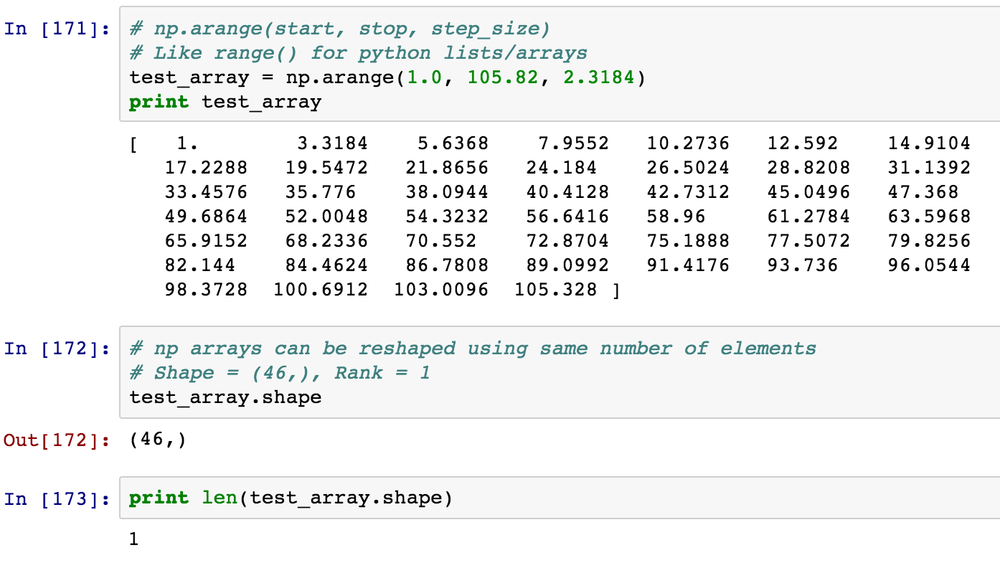 In [171]:
# np.arange(start, stop, step_size)
# Like range() for python lists/arrays
test_array = np.arange(1.0, 105.82, 2.3184)
print test_array
[ 1. 3.3184 5.6368 7.9552 10.2736 12.592 14.9104
17.2288 19.5472 21.8656 24.184 26.5024 28.8208 31.1392
33.4576 35.776 38.0944 40.4128 42.7312 45.0496 47.368
49.6864 52.0048 54.3232 56.6416 58.96 61.2784 63.5968
65.9152 68.2336 70.552 72.8704 75.1888 77.5072 79.8256
82.144 84.4624 86.7808 89.0992 91.4176 93.736 96.0544
98.3728 100.6912 103.0096 105.328 ]
In [172]:
# np arrays can be reshaped using same number of elements
# Shape = (46,), Rank = 1
test_array.shape
Out[172]: (46,)
In [173]: print len(test_array.shape)
1